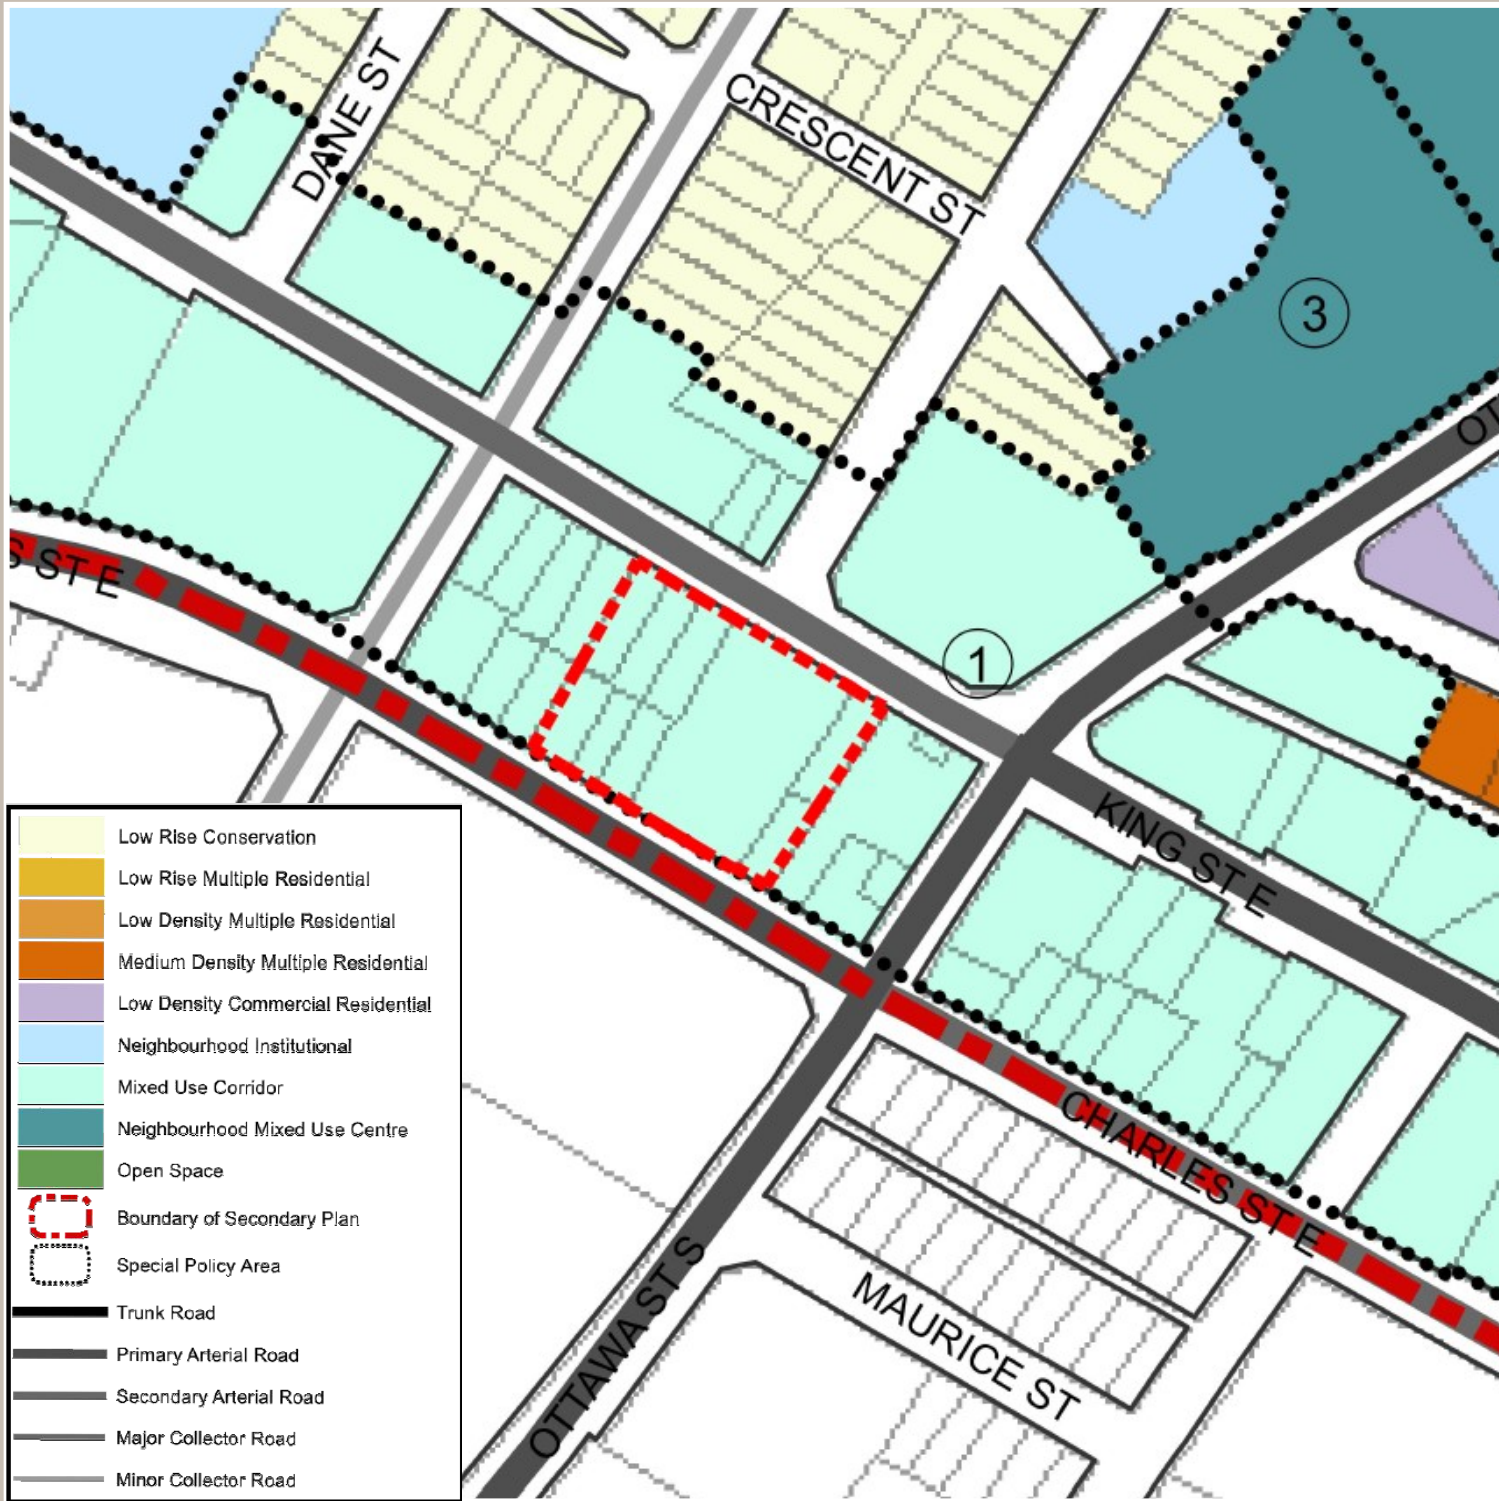 DANE ST
CRESCENT ST
3
OT
S ST E
1
KING ST E
CHARLES ST E
MAURICE ST
OTTAWA ST S
Low Rise Conservation
Low Rise Multiple Residential
Low Density Multiple Residential
Medium Density Multiple Residential
Low Density Commercial Residential
Neighbourhood Institutional
Mixed Use Corridor
Neighbourhood Mixed Use Centre
Open Space
Boundary of Secondary Plan
Special Policy Area
Trunk Road
Primary Arterial Road
Secondary Arterial Road
Major Collector Road
Minor Collector Road